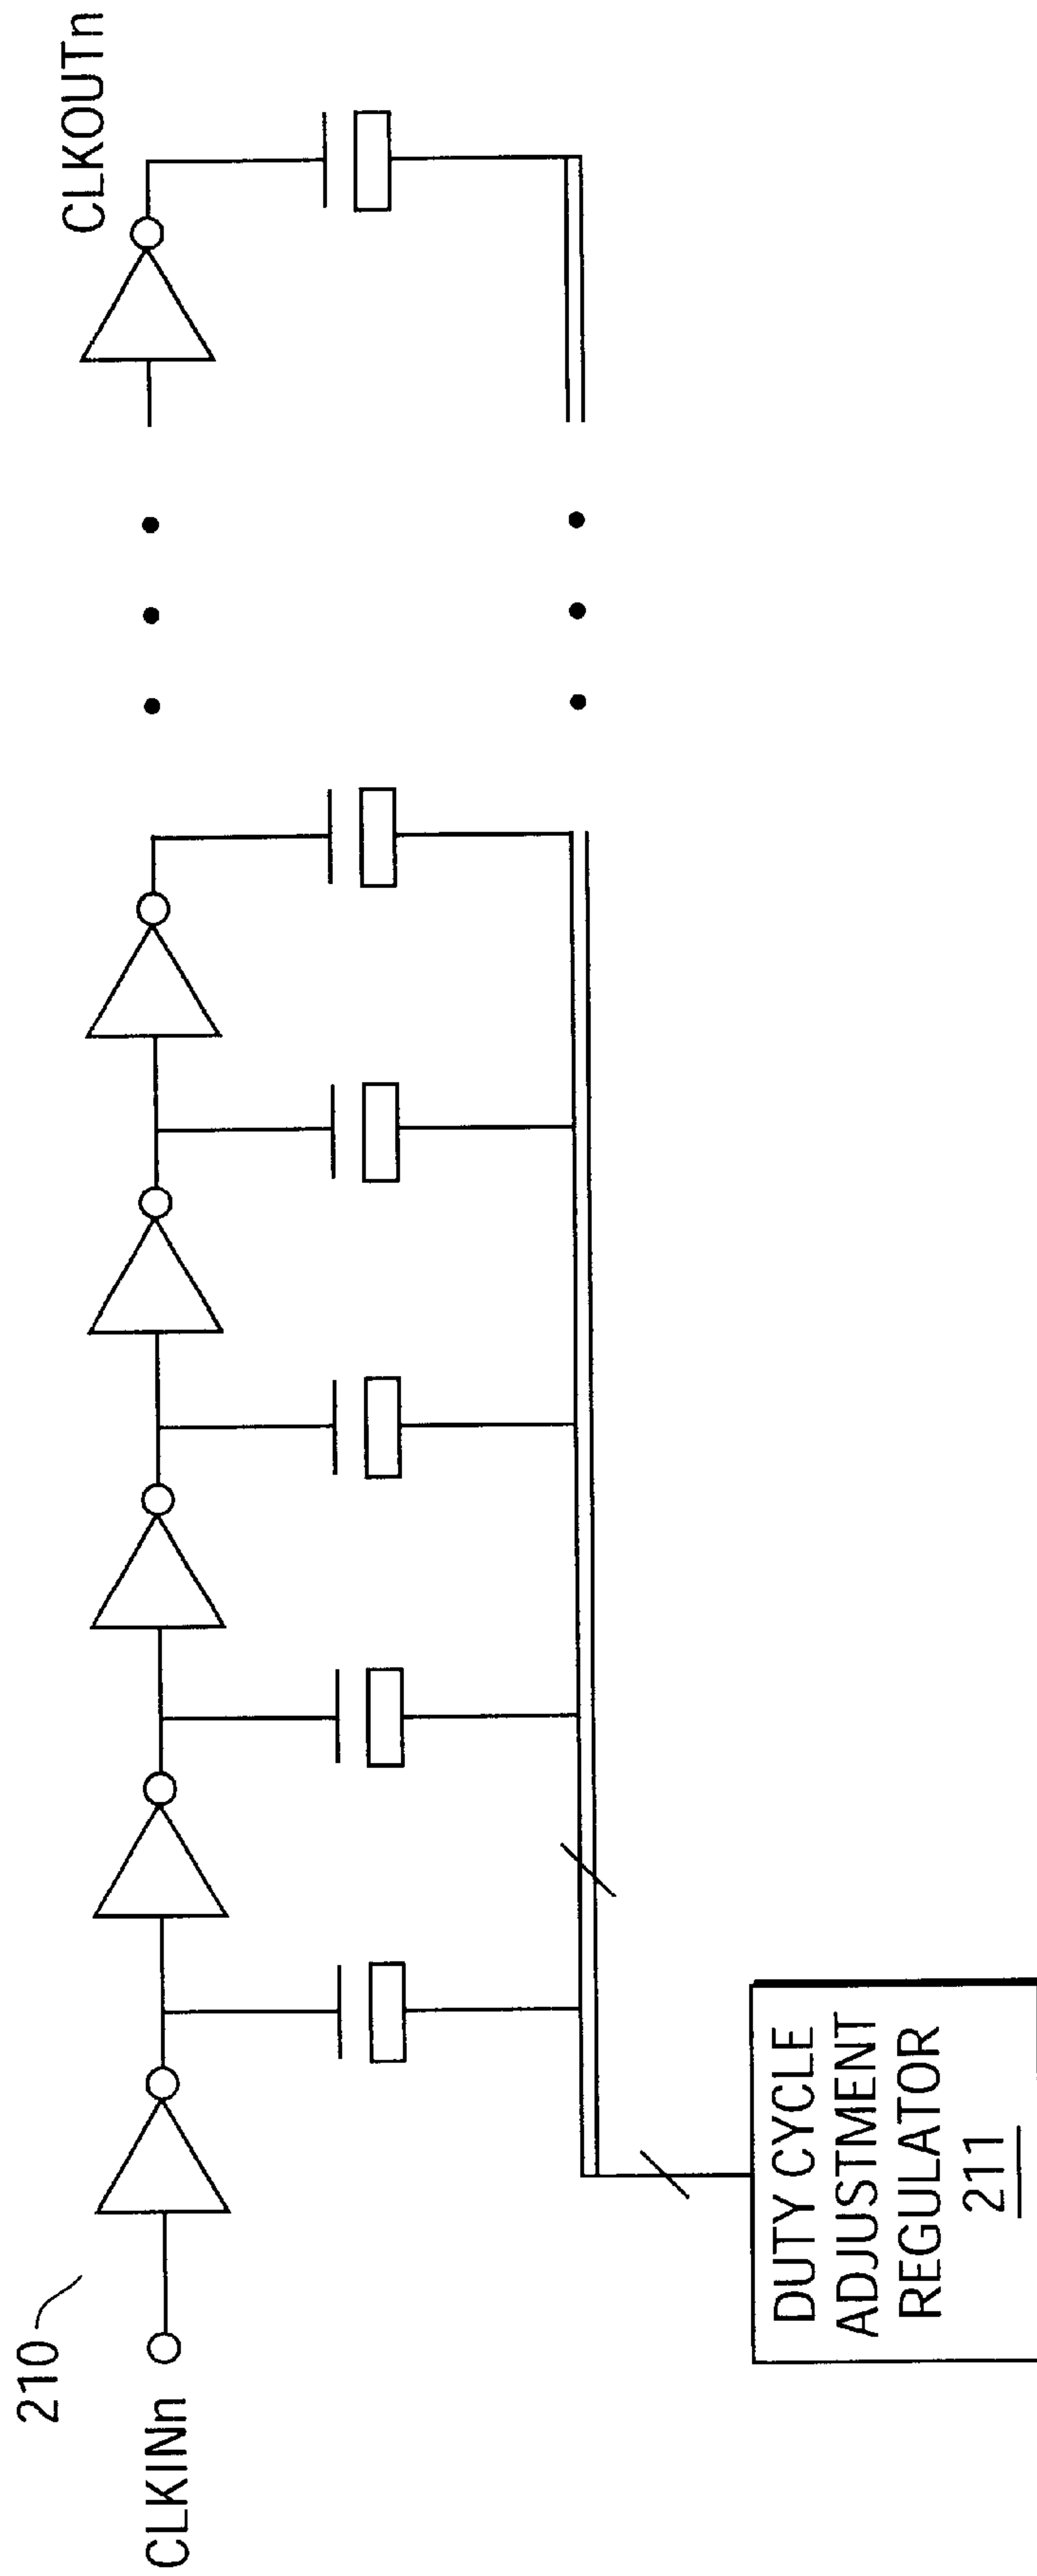 210
CLKINn
CLKOUTn
DUTY CYCLE
ADJUSTMENT
REGULATOR
211